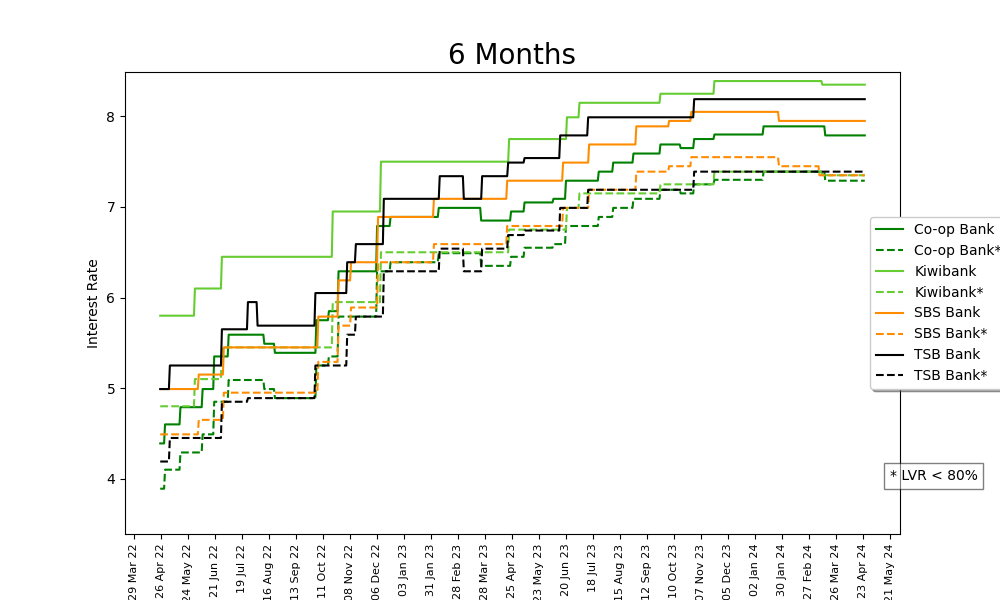 6 Months
Interest Rate
8
7
6
5
4
29 Mar 22
26 Apr 22
24 May 22
21 Jun 22
19 Jul 22
16 Aug 22
13 Sep 22
11 Oct 22
08 Nov 22
06 Dec 22
03 Jan 23
31 Jan 23
28 Feb 23
28 Mar 23
25 Apr 23
23 May 23
20 Jun 23
18 Jul 23
15 Aug 23
12 Sep 23
10 Oct 23
07 Nov 23
05 Dec 23
02 Jan 24
30 Jan 24
27 Feb 24
26 Mar 24
23 Apr 24
21 May 24
Co-op Bank
Co-op Bank*
Kiwibank
Kiwibank*
SBS Bank
SBS Bank*
TSB Bank
TSB Bank*
* LVR < 80%